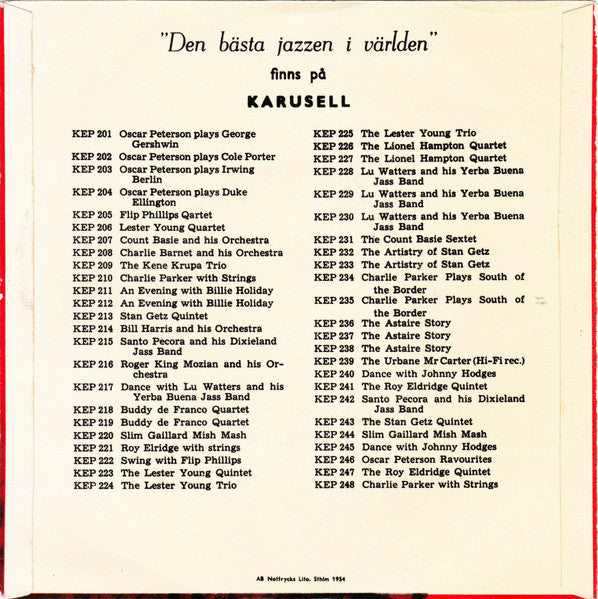 "Den bästa jazzen i världen"
finns på
KARUSELL
KEP 201 Oscar Peterson plays George
Gershwin
KEP 202 Oscar Peterson plays Cole Porter
KEP 203 Oscar Peterson plays Irwing
Berlin
KEP 204 Oscar Peterson plays Duke
Ellington
KEP 205 Flip Phillips Qartet
KEP 206 Lester Young Quartet
KEP 207 Count Basie and his Orchestra
KEP 208 Charlie Barnet and his Orchestra
KEP 209 The Kene Krupa Trio
KEP 210 Charlie Parker with Strings
KEP 211 An Evening with Billie Holiday
KEP 212 An Evening with Billie Holiday
KEP 213 Stan Getz Quintet
KEP 214 Bill Harris and his Orchestra
KEP 215 Santo Pecora and his Dixieland
Jass Band
KEP 216 Roger King Mozian and his Or-
chestra
KEP 217 Dance with Lu Watters and his
Yerba Buena Jass Band
KEP 218 Buddy de Franco Quartet
KEP 219 Buddy de Franco Quartet
KEP 220 Slim Gaillard Mish Mash
KEP 221 Roy Elridge with strings
KEP 222 Swing with Flip Phillips
KEP 223 The Lester Young Quintet
KEP 224 The Lester Young Trio
KEP 225 The Lester Young Trio
KEP 226 The Lionel Hampton Quartet
KEP 227 The Lionel Hampton Quartet
KEP 228 Lu Watters and his Yerba Buena
Jass Band
KEP 229 Lu Watters and his Yerba Buena
Jass Band
KEP 230 Lu Watters and his Yerba Buena
Jass Band
KEP 231 The Count Basie Sextet
KEP 232 The Artistry of Stan Getz
KEP 233 The Artistry of Stan Getz
KEP 234 Charlie Parker Plays South of
the Border
KEP 235 Charlie Parker Plays South of
the Border
KEP 236 The Astaire Story
KEP 237 The Astaire Story
KEP 238 The Astaire Story
KEP 239 The Urbane Mr Carter (Hi-Fi rec.)
KEP 240 Dance with Johnny Hodges
KEP 241 The Roy Eldridge Quintet
KEP 242 Santo Pecora and his Dixieland
Jass Band
KEP 243 The Stan Getz Quintet
KEP 244 Slim Gaillard Mish Mash
KEP 245 Dance with Johnny Hodges
KEP 246 Oscar Peterson Ravourites
KEP 247 The Roy Eldridge Quintet
KEP 248 Charlie Parker with Strings
AB Nottrycks Lito. Sthlm 1954